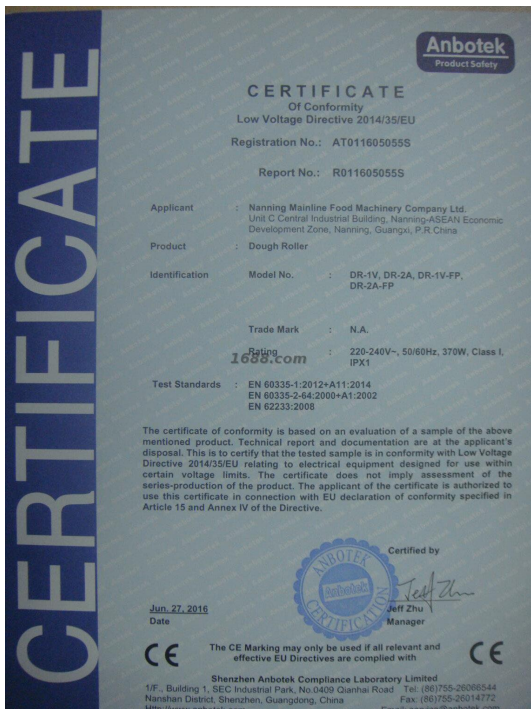 CERTIFICATE
Anbotek
Product Safety
CERTIFICATE
Of Conformity
Low Voltage Directive 2014/35/EU
Registration No.: AT011605055S
Report No.: R011605055S
Applicant : Nanning Mainline Food Machinery Company Ltd.
Unit C Central Industrial Building, Nanning-ASEAN Economic
Development Zone, Nanning, Guangxi, P.R.China
Product : Dough Roller
Identification Model No. : DR-1V, DR-2A, DR-1V-FP,
DR-2A-FP
Trade Mark : N.A.
Rating : 220-240V~, 50/60Hz, 370W, Class I,
1688.com
IPX1
Test Standards : EN 60335-1:2012+A11:2014
EN 60335-2-64:2000+A1:2002
EN 62233:2008
The certificate of conformity is based on an evaluation of a sample of the above
mentioned product. Technical report and documentation are at the applicant's
disposal. This is to certify that the tested sample is in conformity with Low Voltage
Directive 2014/35/EU relating to electrical equipment designed for use within
certain voltage limits. The certificate does not imply assessment of the
series-production of the product. The applicant of the certificate is authorized to
use this certificate in connection with EU declaration of conformity specified in
Article 15 and Annex IV of the Directive.
ANBOTEK
Anbotek
CERTIFICATION
Certified by
Jeff Zhu
Jun. 27, 2016 Jeff Zhu
Date Manager
CE The CE Marking may only be used if all relevant and CE
effective EU Directives are complied with
Shenzhen Anbotek Compliance Laboratory Limited
1/F., Building 1, SEC Industrial Park, No.0409 Qianhai Road Tel: (86)755-26066544
Nanshan District, Shenzhen, Guangdong, China Fax: (86)755-26014772